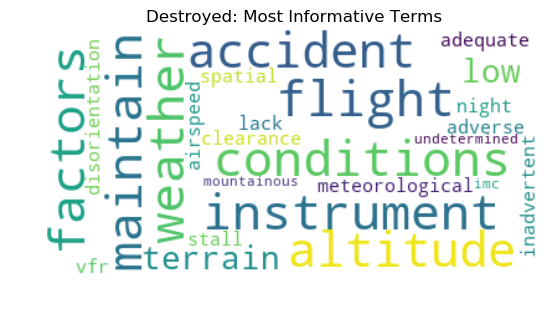 Destroyed: Most Informative Terms
factors
disorientation
maintain
weather
accident
adequate
spatial
low
airspeed
flight
night
lack
adverse
clearance
undetermined
conditions
mountainous
meteorological
imc
instrument
inadvertent
stall
altitude
terrain
vfr